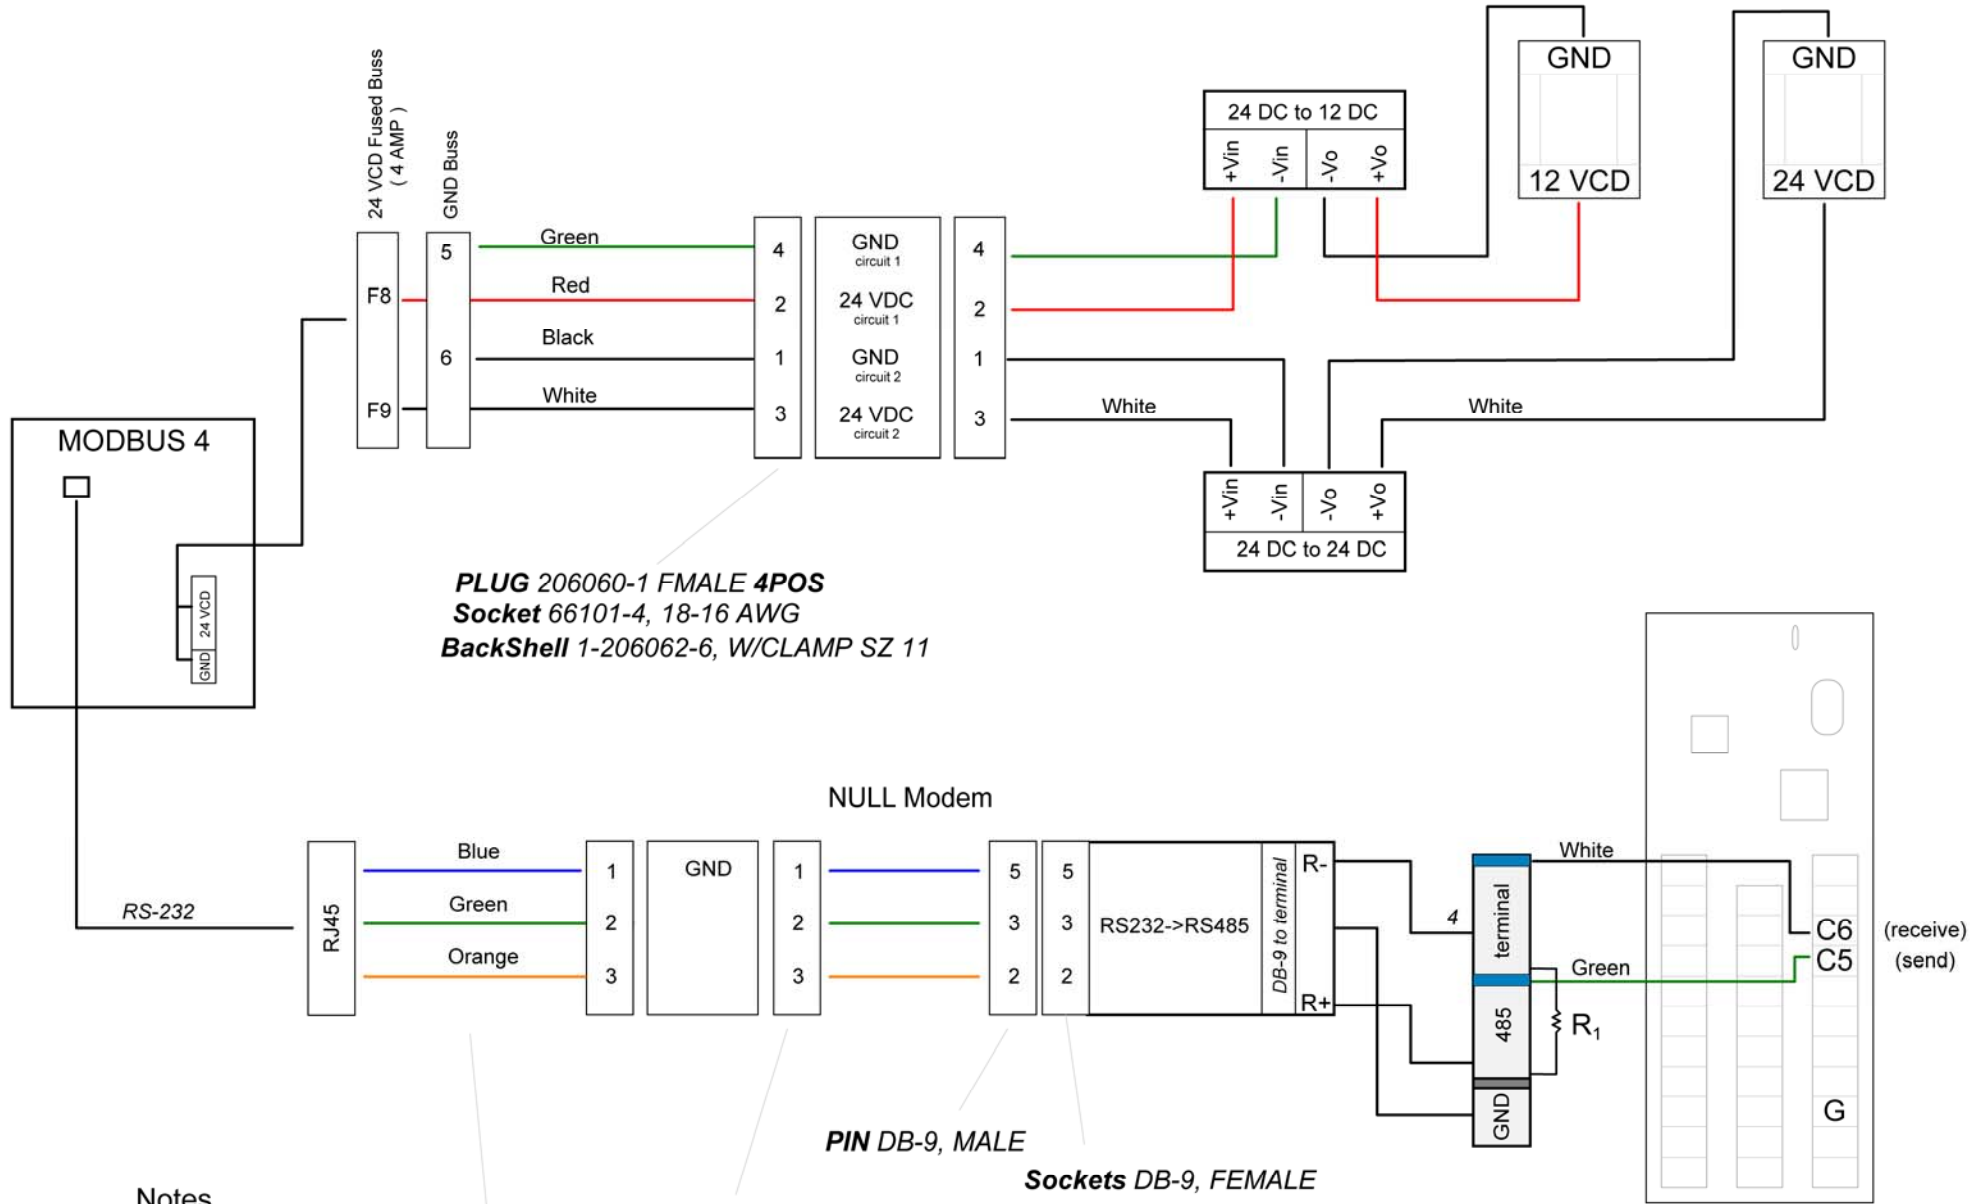 24 VCD Fused Buss
( 4 AMP )
GND Buss
F8
F9
5
6
Green
Red
Black
White
4
2
1
3
GND
circuit 1
24 VDC
circuit 1
GND
circuit 2
24 VDC
circuit 2
4
2
1
3
24 DC to 12 DC
+Vin
-Vin
-Vo
+Vo
GND
12 VCD
GND
24 VCD
White
White
+Vin
-Vin
-Vo
+Vo
24 DC to 24 DC
MODBUS 4
24 VCD
GND
PLUG 206060-1 FMALE 4POS
Socket 66101-4, 18-16 AWG
BackShell 1-206062-6, W/CLAMP SZ 11
NULL Modem
RS-232
RJ45
Blue
Green
Orange
1
2
3
GND
1
2
3
5
3
2
5
3
2
RS232->RS485
DB-9 to terminal
R-
R+
4
terminal
485
GND
White
Green
R1
C6
(receive)
C5
(send)
G
PIN DB-9, MALE
Sockets DB-9, FEMALE
Notes